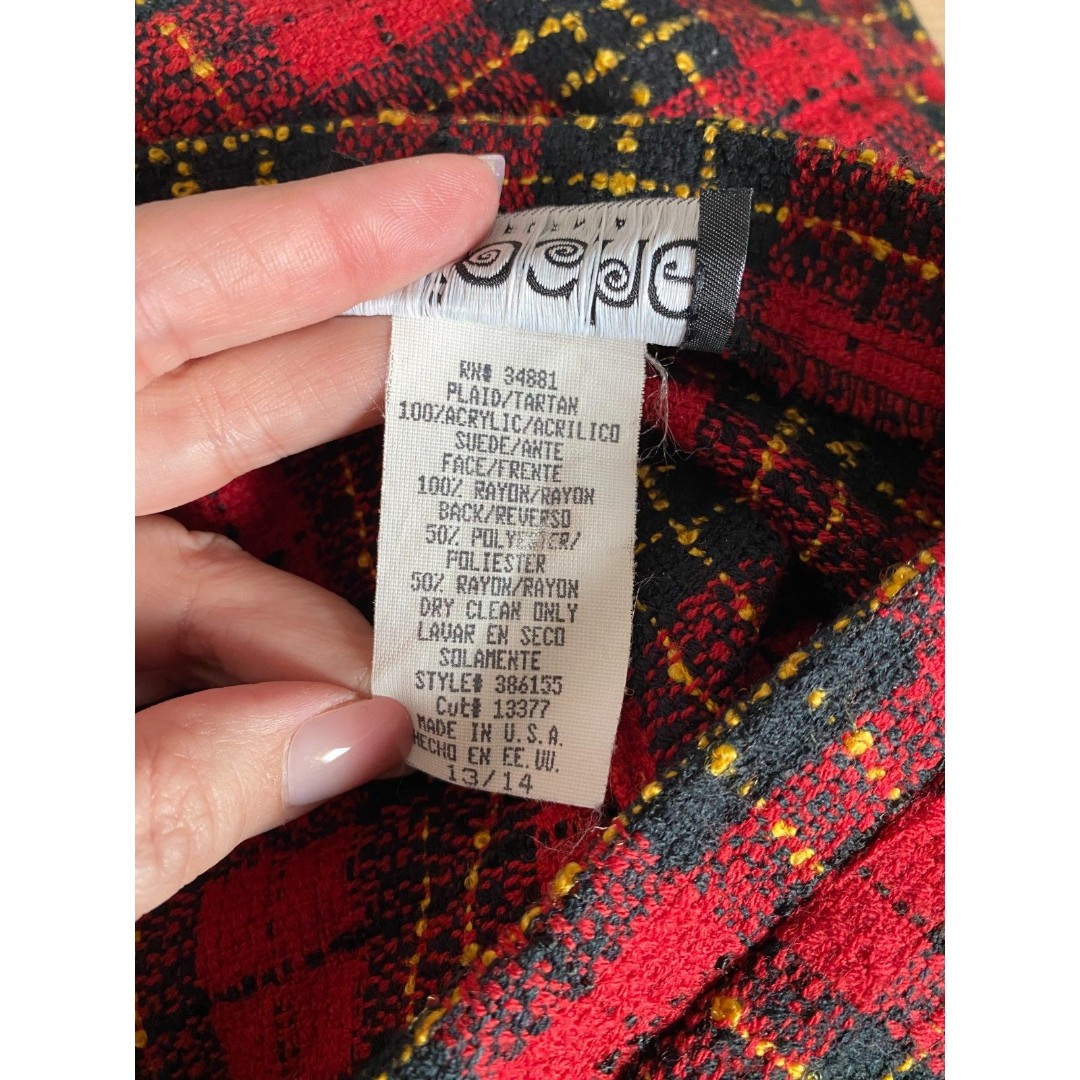 RN# 34881
PLAID/TARTAN
100%ACRYLIC/ACRILICO
SUEDE/ANTE
FACE/FRENTE
100% RAYON/RAYON
BACK/REVERSO
50% POLYESTER/
POLIESTER
50% RAYON/RAYON
DRY CLEAN ONLY
LAVAR EN SECO
SOLAMENTE
STYLE# 386155
Cut# 13377
MADE IN U.S.A.
HECHO EN EE.UU.
13/14